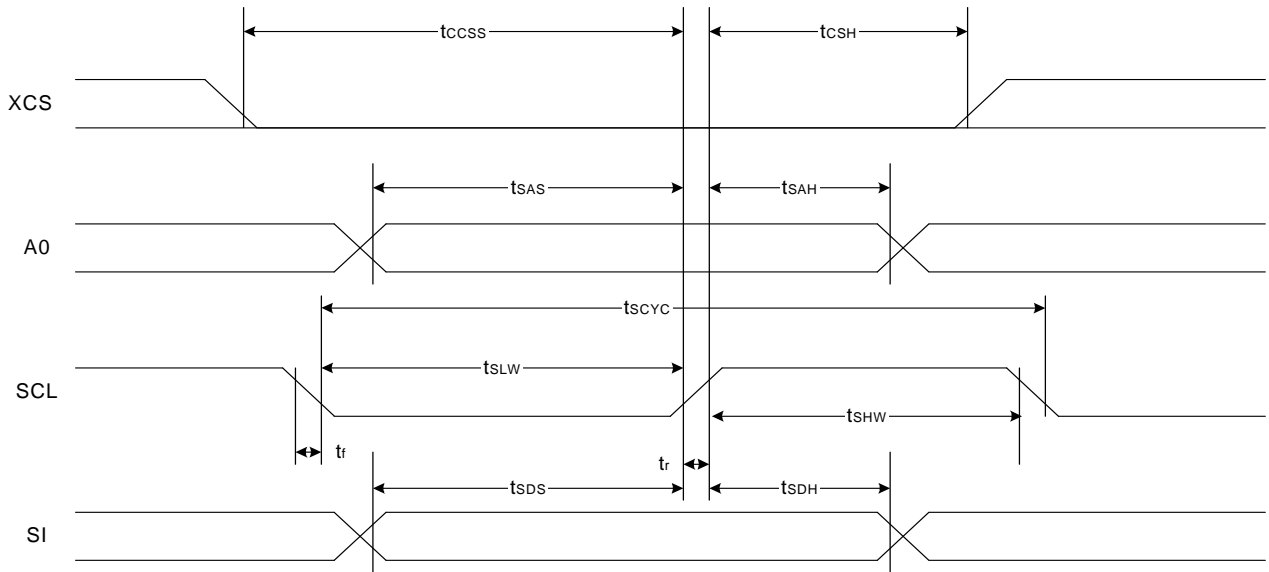 tCCSS tCSH
XCS
tSAS tSAH
A0
tSCYC
tSLW
SCL
tSHW
tf
tr
tSDS tSDH
SI